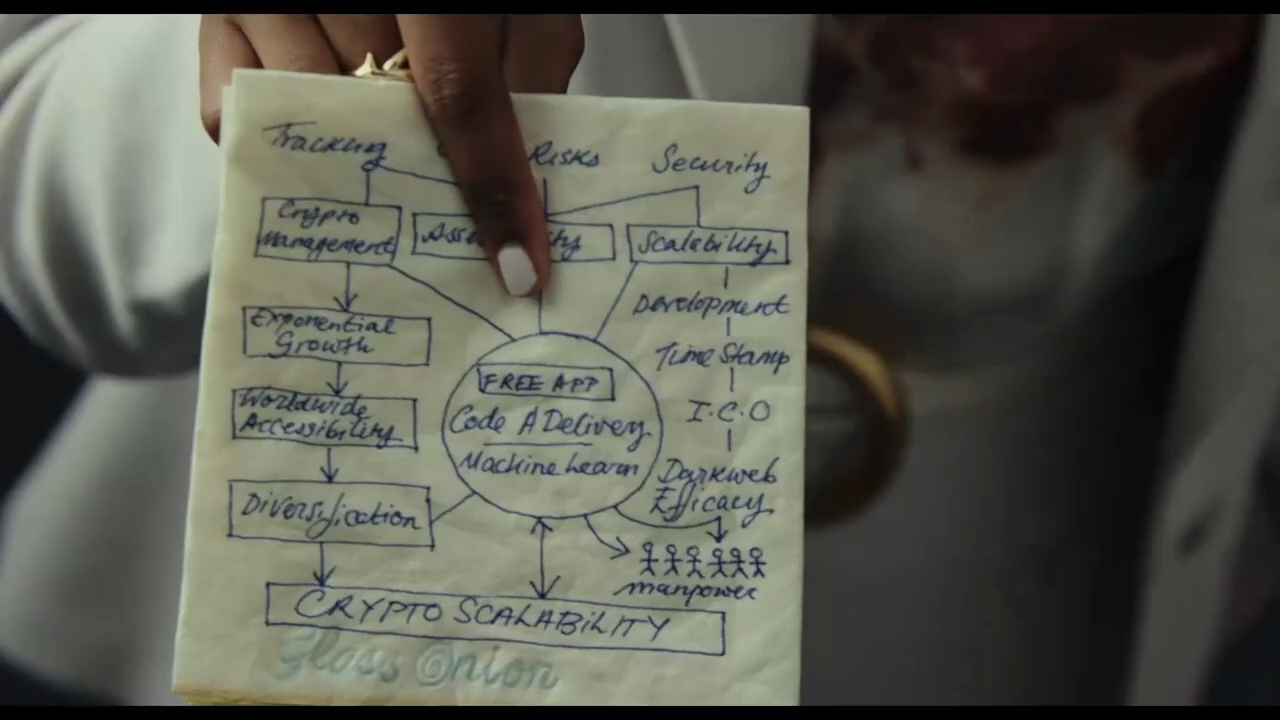 Tracking
Risks
Security
Crypto
Management
Scalability
Development
Exponential
Growth
Time Stamp
FREE APP
I.C.O
Worldwide
Accessibility
Code A Delivery
Machine Learn
Darkweb
Efficacy
Diversification
manpower
CRYPTO SCALABILITY
Glass Onion